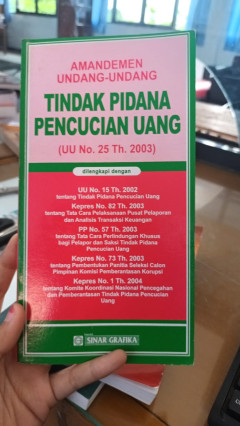 AMANDEMEN
UNDANG-UNDANG
TINDAK PIDANA
PENCUCIAN UANG
(UU No. 25 Th. 2003)
dilengkapi dengan
UU No. 15 Th. 2002
tentang Tindak Pidana Pencucian Uang
Kepres No. 82 Th. 2003
tentang Tata Cara Pelaksanaan Pusat Pelaporan
dan Analisis Transaksi Keuangan
PP No. 57 Th. 2003
tentang Tata Cara Perlindungan Khusus
bagi Pelapor dan Saksi Tindak Pidana
Pencucian Uang
Kepres No. 73 Th. 2003
tentang Pembentukan Panitia Seleksi Calon
Pimpinan Komisi Pemberantasan Korupsi
Kepres No. 1 Th. 2004
tentang Komite Koordinasi Nasional Pencegahan
dan Pemberantasan Tindak Pidana Pencucian
Uang
SINAR GRAFIKA